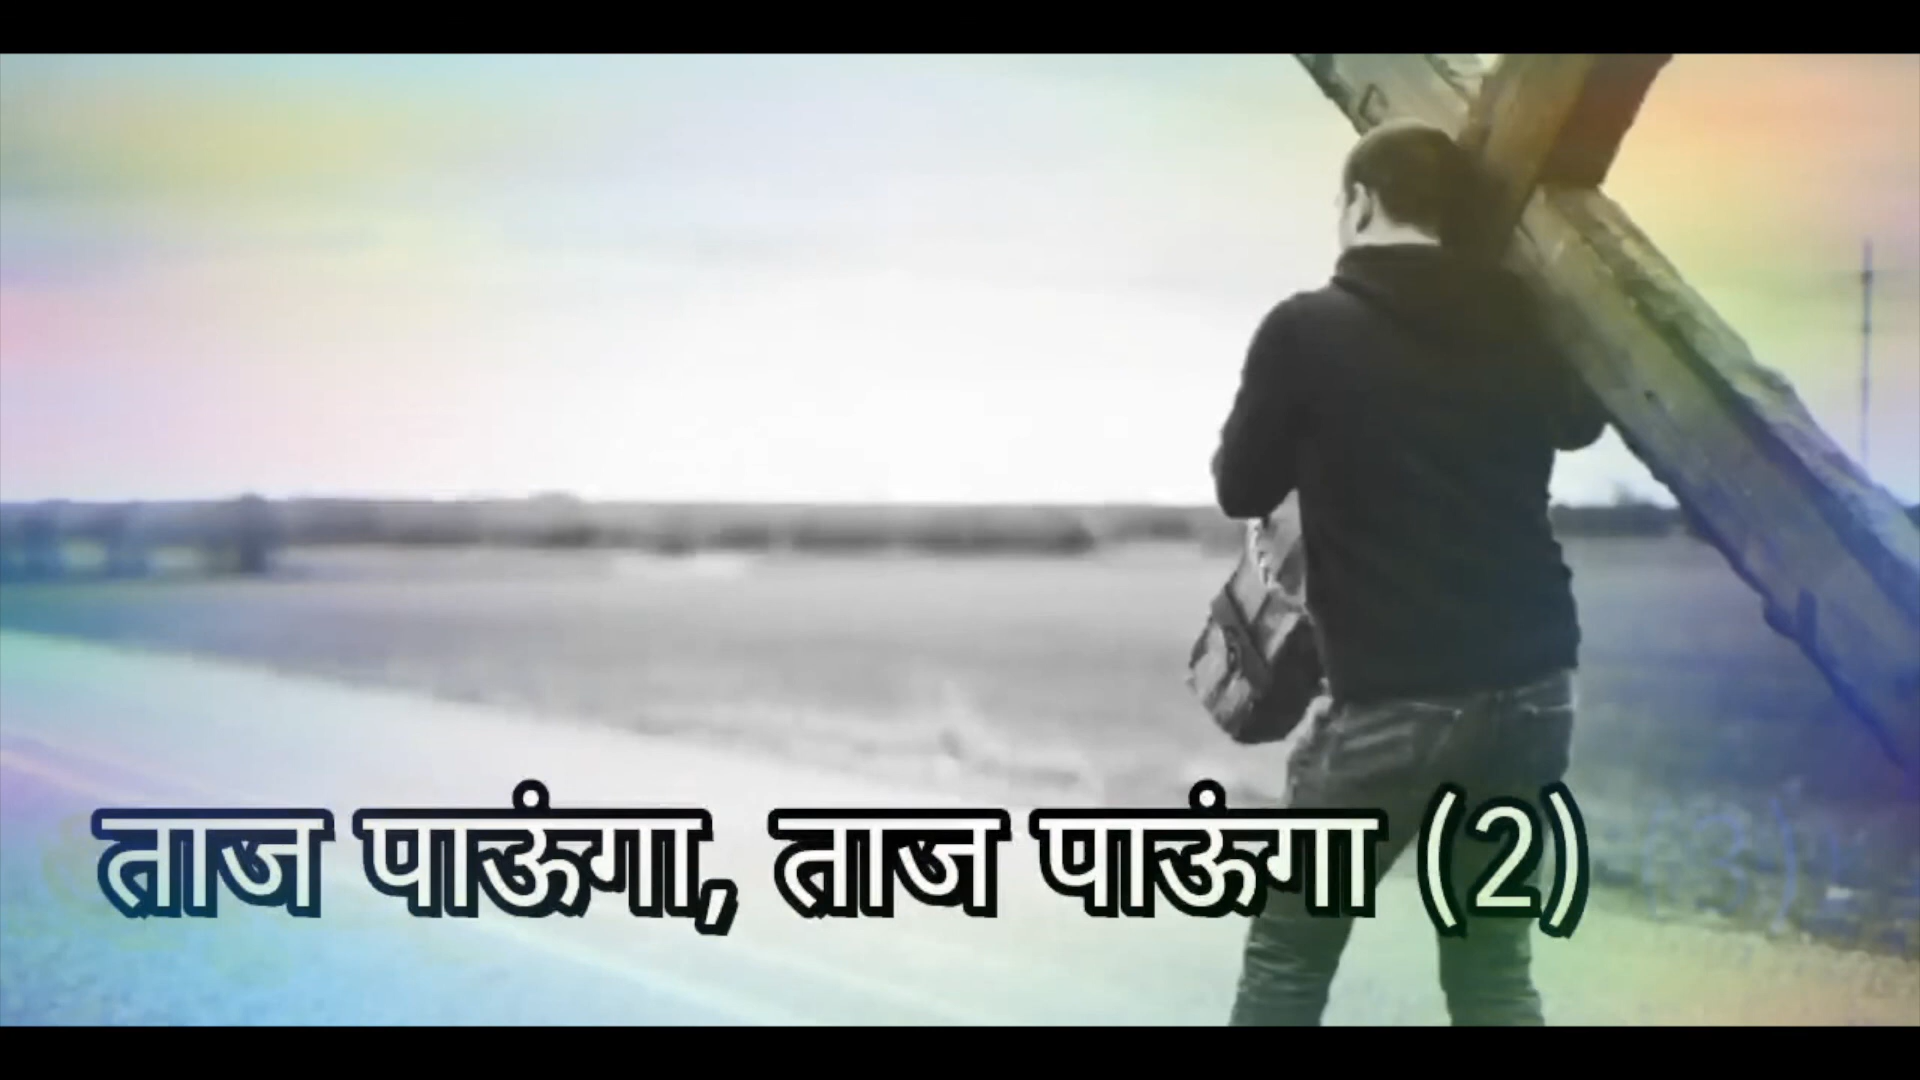 ताज पाऊंगा, ताज पाऊंगा (2)